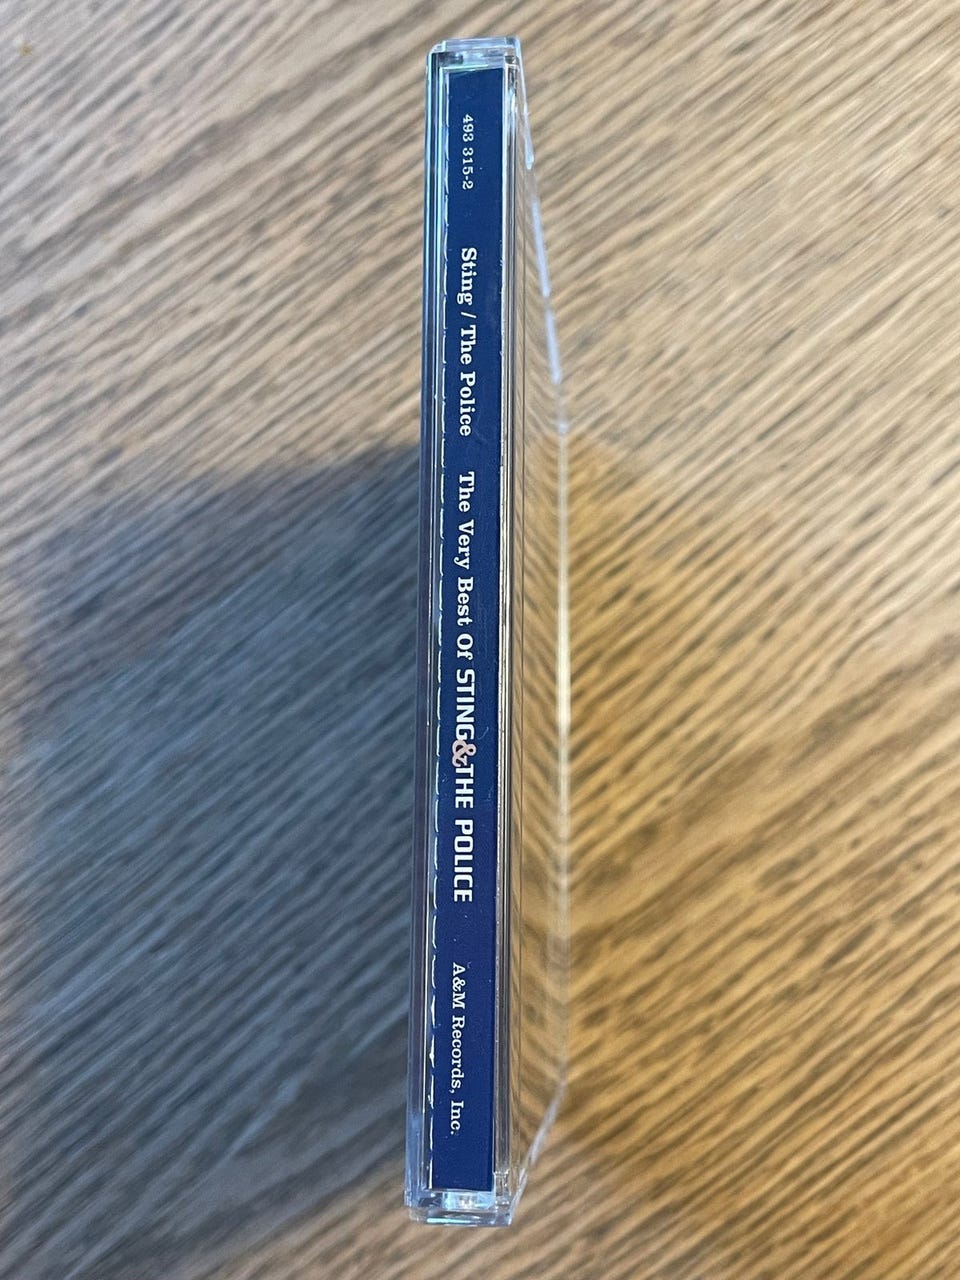 493 315-2 Sting / The Police The Very Best Of STING&THE POLICE A&M Records, Inc.